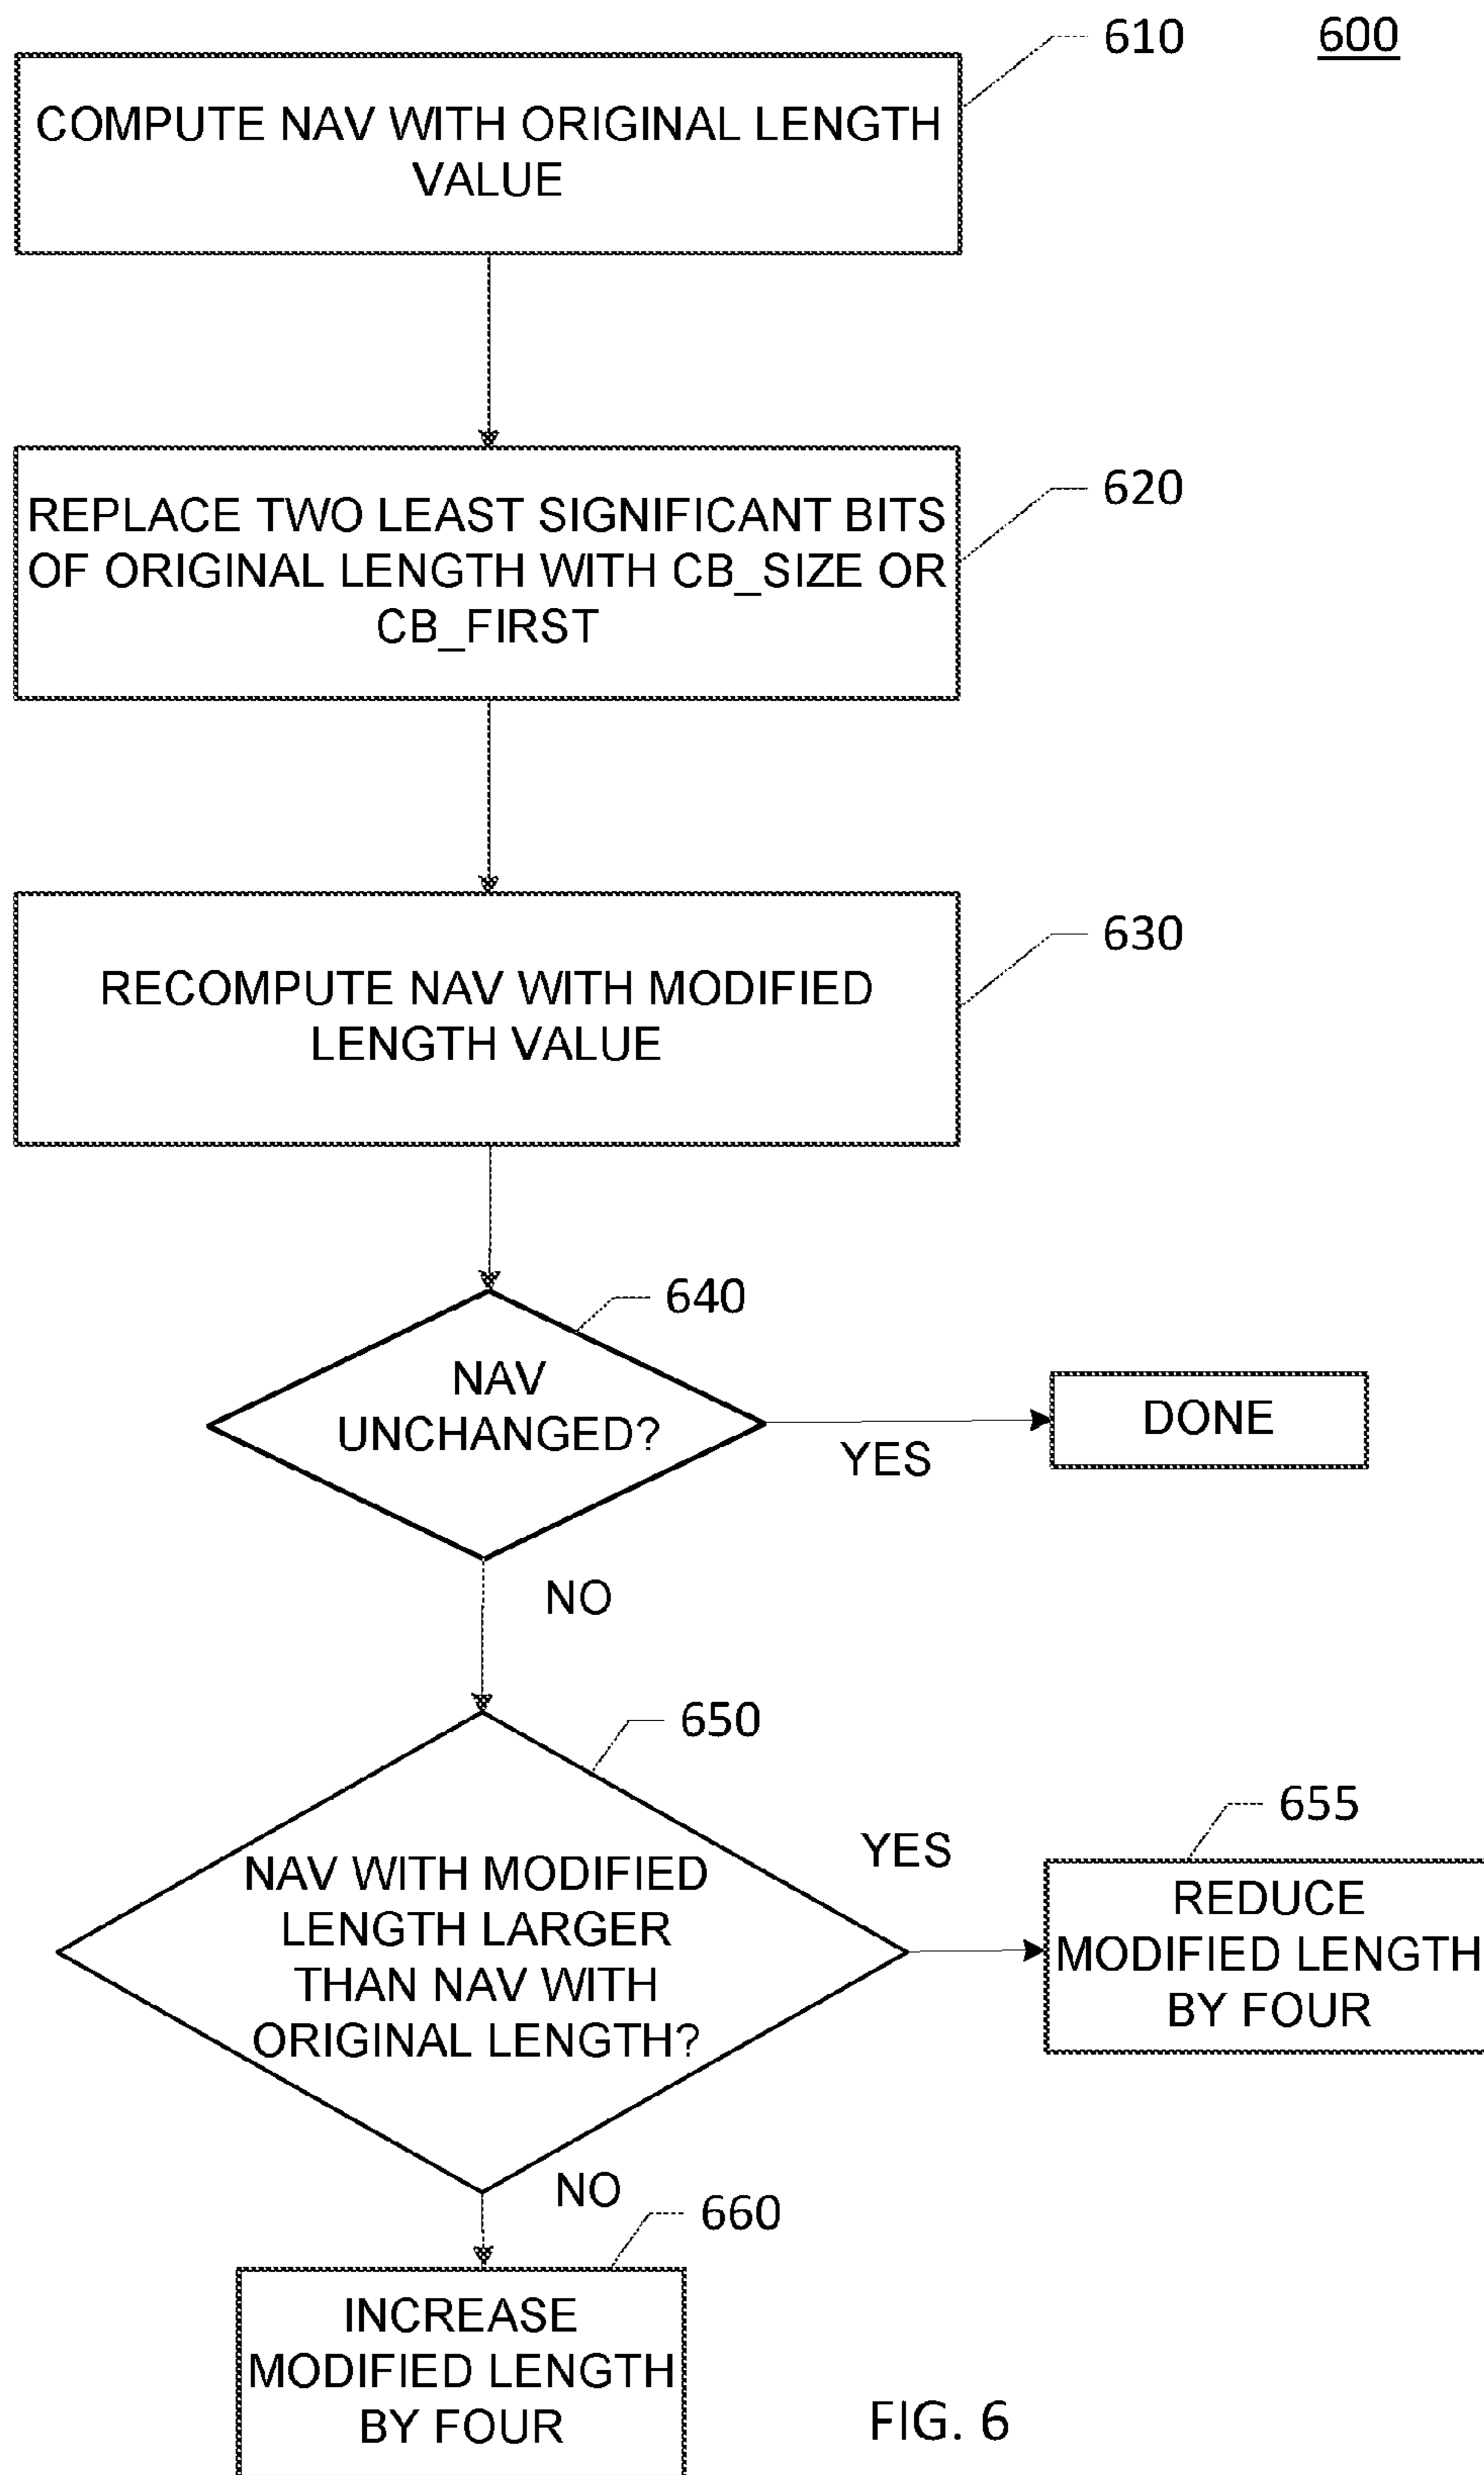 610
600
COMPUTE NAV WITH ORIGINAL LENGTH
VALUE
620
REPLACE TWO LEAST SIGNIFICANT BITS
OF ORIGINAL LENGTH WITH CB_SIZE OR
CB_FIRST
630
RECOMPUTE NAV WITH MODIFIED
LENGTH VALUE
640
NAV
UNCHANGED?
YES
DONE
NO
650
NAV WITH MODIFIED
LENGTH LARGER
THAN NAV WITH
ORIGINAL LENGTH?
YES
655
REDUCE
MODIFIED LENGTH
BY FOUR
NO
660
INCREASE
MODIFIED LENGTH
BY FOUR
FIG. 6